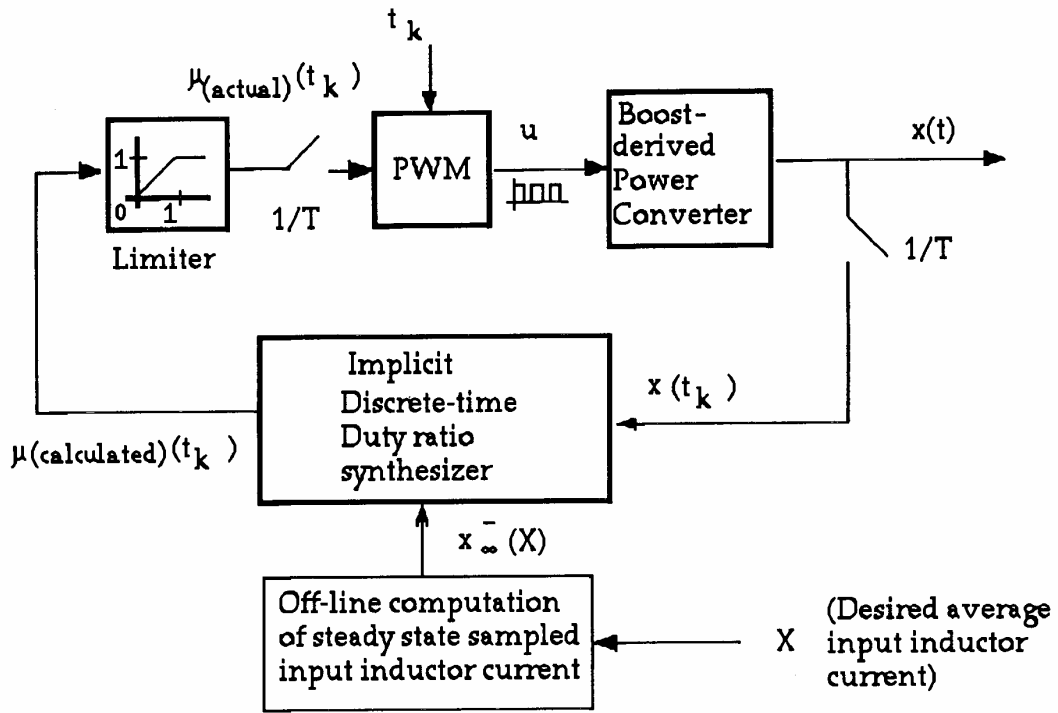 t k
μ(actual)(t k )
1
0
1
Limiter
1/T
PWM
u
Boost-
derived
Power
Converter
x(t)
1/T
Implicit
Discrete-time
Duty ratio
synthesizer
x (t k )
μ(calculated)(t k )
x ∞ ‾ (X)
Off-line computation
of steady state sampled
input inductor current
X
(Desired average
input inductor
current)